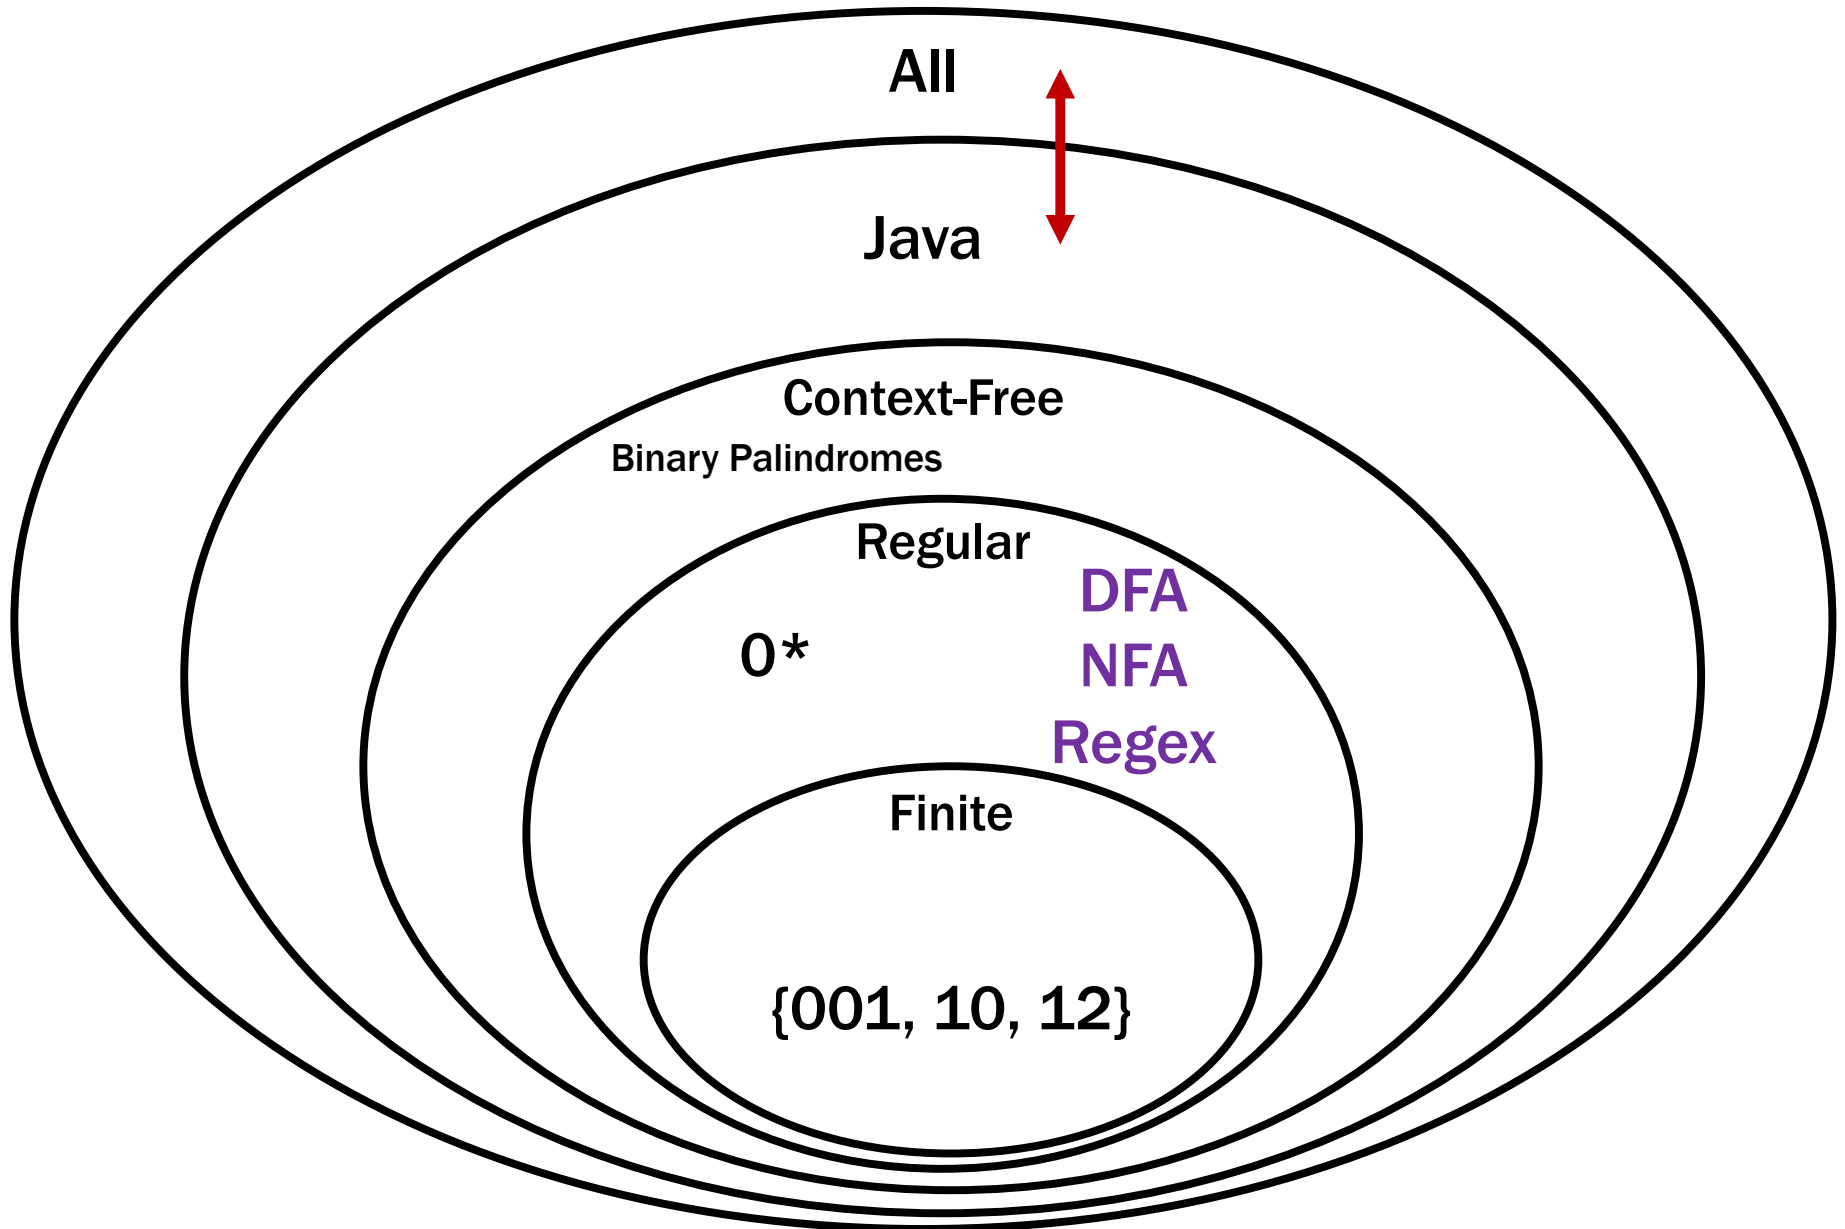 All
Java
Context-Free
Binary Palindromes
Regular
DFA
0*
NFA
Regex
Finite
{001, 10, 12}